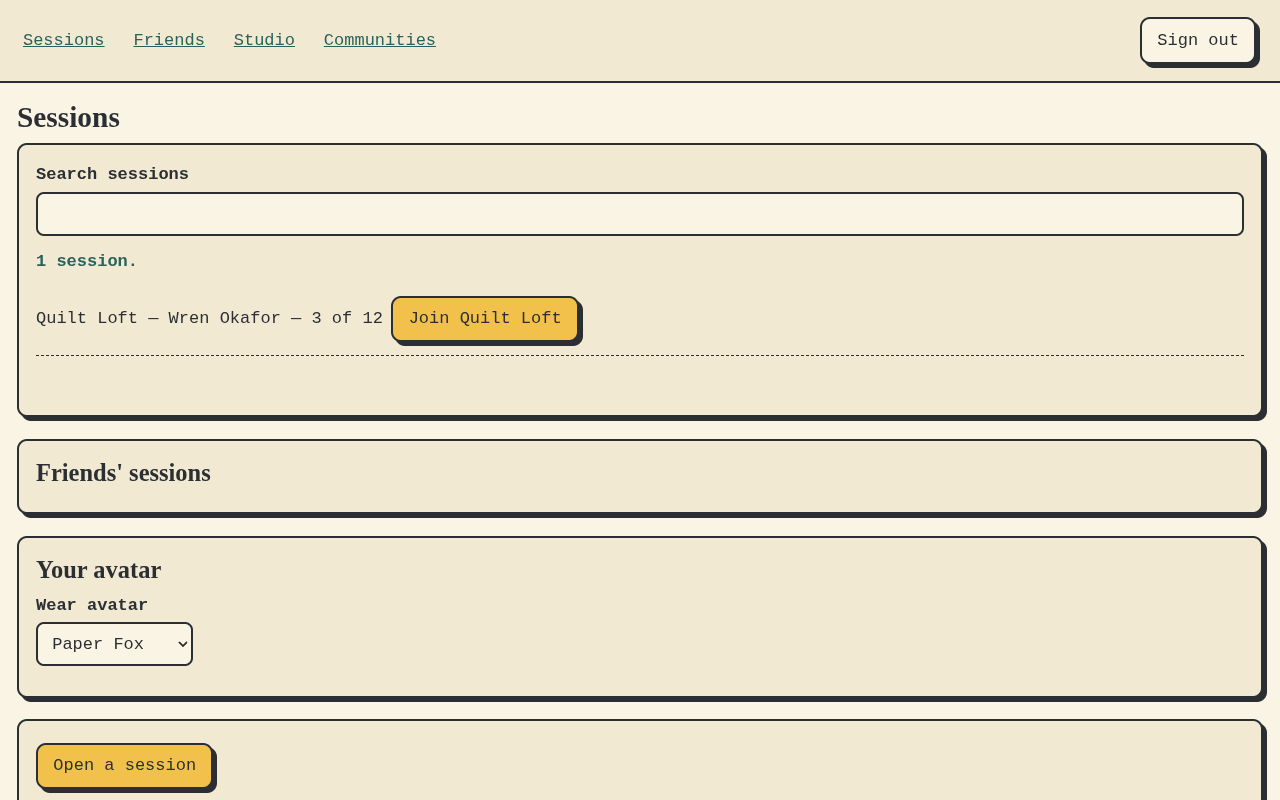 Sessions Friends Studio Communities Sign out
Sessions
Search sessions
1 session.
Quilt Loft — Wren Okafor — 3 of 12 Join Quilt Loft
Friends' sessions
Your avatar
Wear avatar
Paper Fox
Open a session